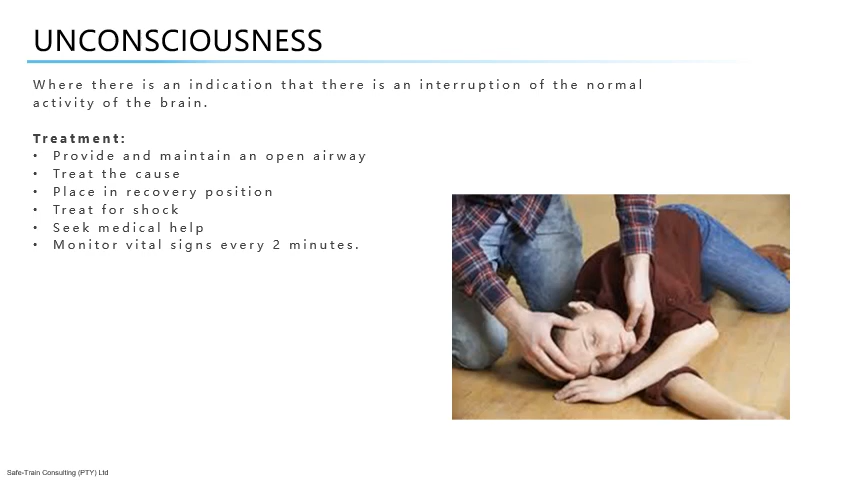 UNCONSCIOUSNESS
Where there is an indication that there is an interruption of the normal
activity of the brain.
Treatment:
• Provide and maintain an open airway
• Treat the cause
• Place in recovery position
• Treat for shock
• Seek medical help
• Monitor vital signs every 2 minutes.
Safe-Train Consulting (PTY) Ltd